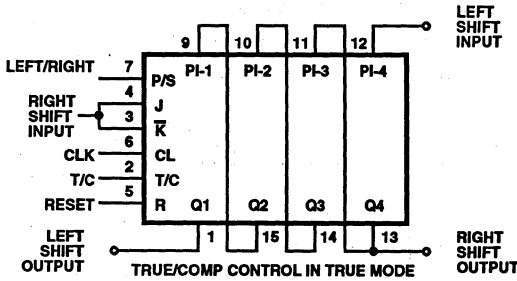 LEFT
SHIFT
INPUT
9 10 11 12
LEFT/RIGHT 7 P/S PI-1 PI-2 PI-3 PI-4
RIGHT
SHIFT
INPUT
4 J
3 K
CLK 6 CL
T/C 2 T/C
RESET 5 R Q1 Q2 Q3 Q4
LEFT
SHIFT
OUTPUT
1 15 14 13
RIGHT
SHIFT
OUTPUT
TRUE/COMP CONTROL IN TRUE MODE